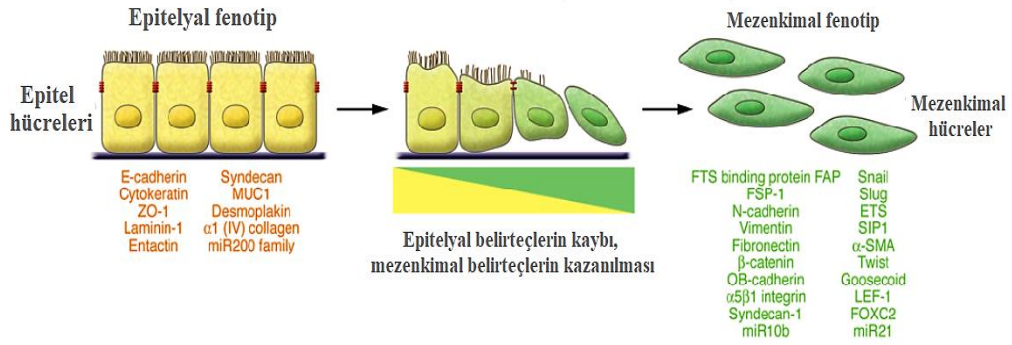 Epitelyal fenotip
Mezenkimal fenotip
Epitel
hücreleri
Mezenkimal
hücreler
E-cadherin
Cytokeratin
ZO-1
Laminin-1
Entactin
Syndecan
MUC1
Desmoplakin
α1 (IV) collagen
miR200 family
Epitelyal belirteçlerin kaybı,
mezenkimal belirteçlerin kazanılması
FTS binding protein FAP
FSP-1
N-cadherin
Vimentin
Fibronectin
β-catenin
OB-cadherin
α5β1 integrin
Syndecan-1
miR10b
Snail
Slug
ETS
SIP1
α-SMA
Twist
Goosecoid
LEF-1
FOXC2
miR21